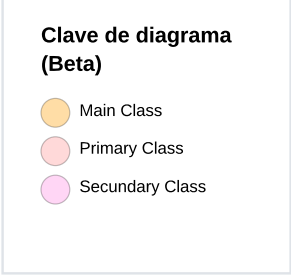 Clave de diagrama
(Beta)
Main Class
Primary Class
Secundary Class